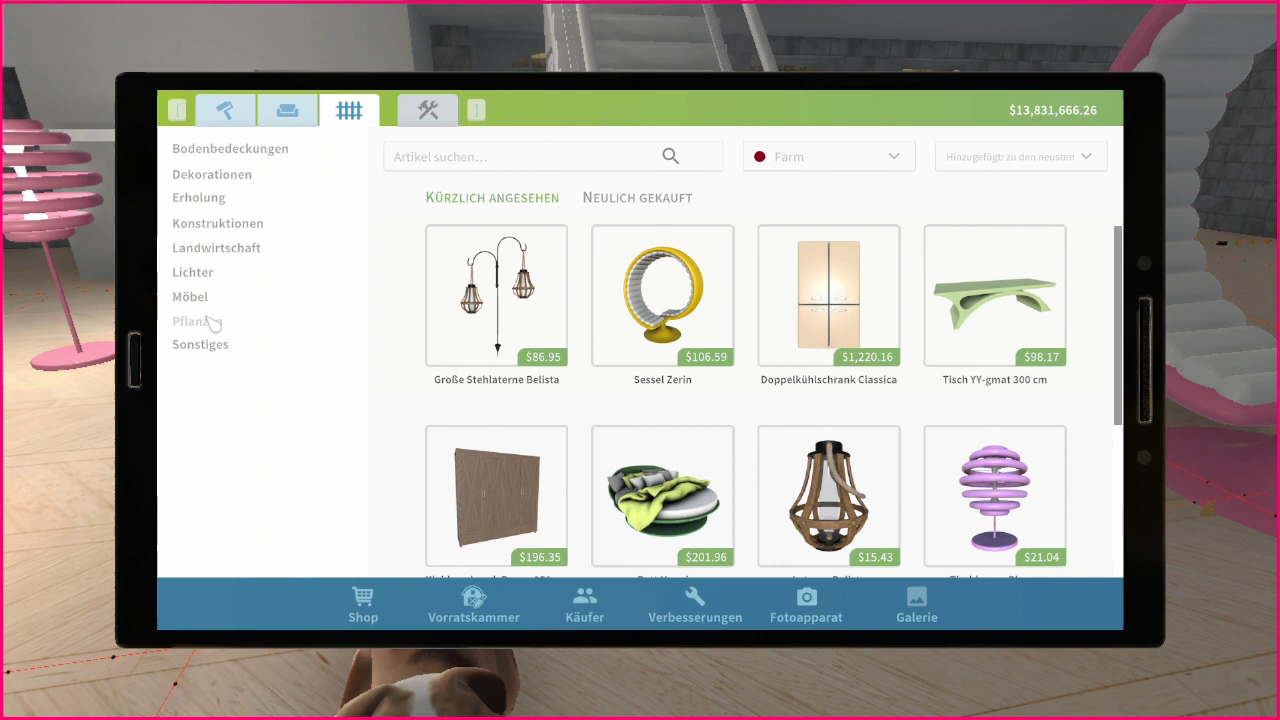 [
]
$13,831,666.26
Bodenbedeckungen
Dekorationen
Erholung
Konstruktionen
Landwirtschaft
Lichter
Möbel
Sonstiges
Artikel suchen...
Farm
Hinzugefügt: zu den neusten
KÜRZLICH ANGESEHEN
NEULICH GEKAUFT
$86.95
Große Stehlaterne Belista
$106.59
Sessel Zerin
$1,220.16
Doppelkühlschrank Classica
$98.17
Tisch YY-gmat 300 cm
$196.35
$201.96
$15.43
$21.04
Shop
Vorratskammer
Käufer
Verbesserungen
Fotoapparat
Galerie